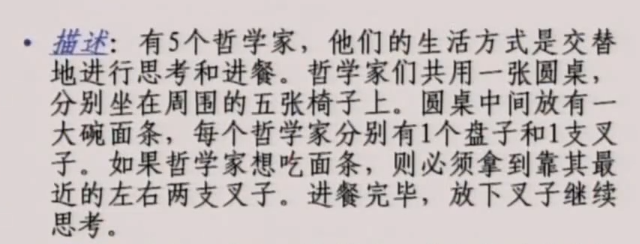 • 描述：有5个哲学家，他们的生活方式是交替
地进行思考和进餐。哲学家们共用一张圆桌，
分别坐在周围的五张椅子上。圆桌中间放有一
大碗面条，每个哲学家分别有1个盘子和1支叉
子。如果哲学家想吃面条，则必须拿到靠其最
近的左右两支叉子。进餐完毕，放下叉子继续
思考。